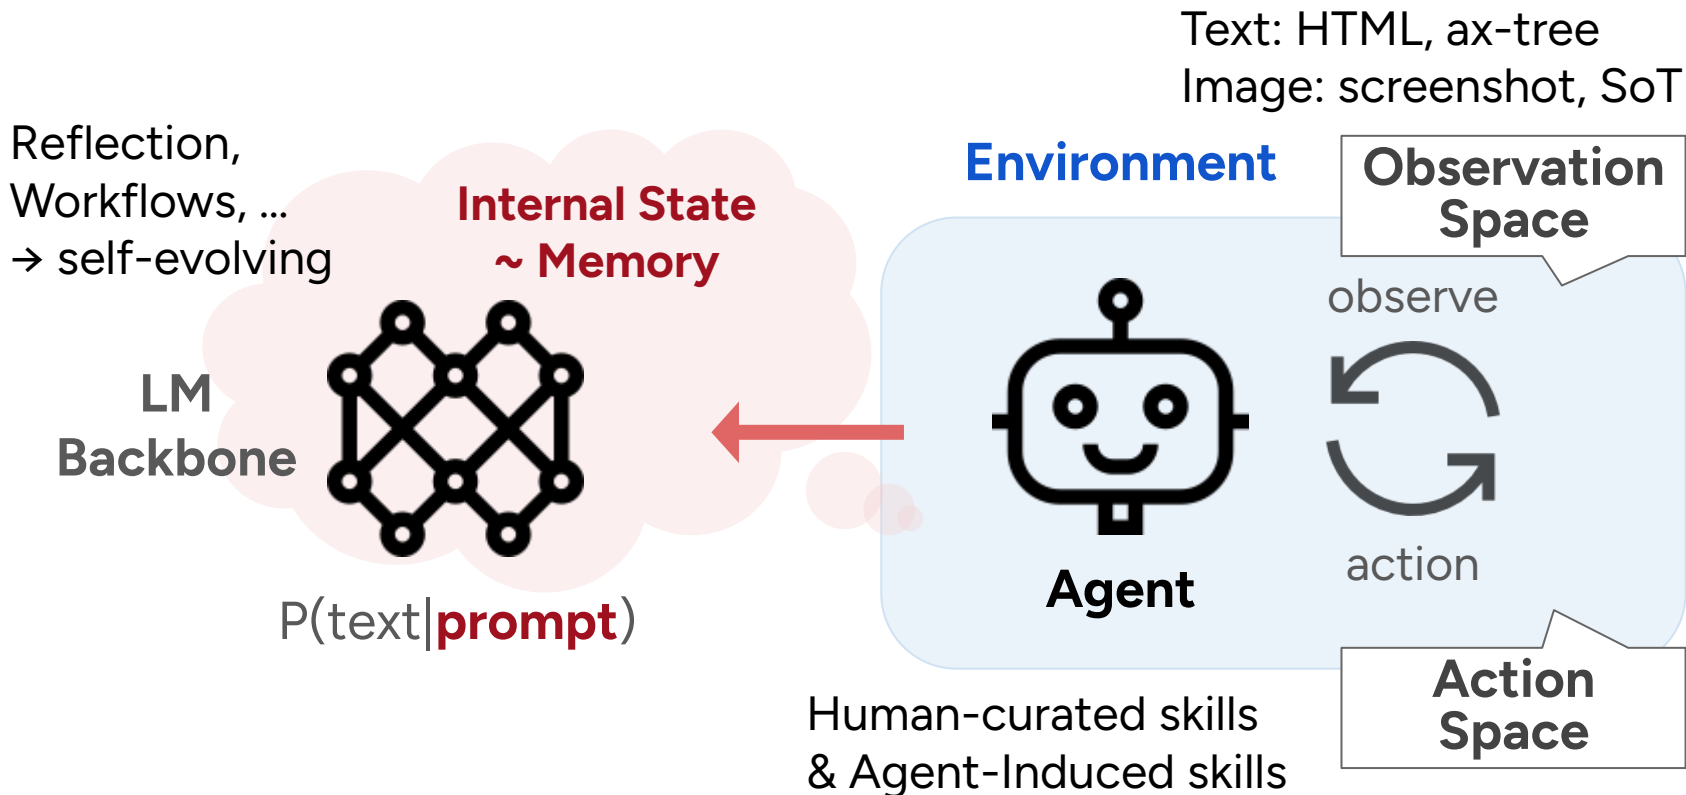 Text: HTML, ax-tree
Image: screenshot, SoT
Reflection,
Workflows, ...
→ self-evolving
Internal State
~ Memory
Environment
Observation
Space
observe
LM
Backbone
action
Agent
P(text|prompt)
Action
Space
Human-curated skills
& Agent-Induced skills